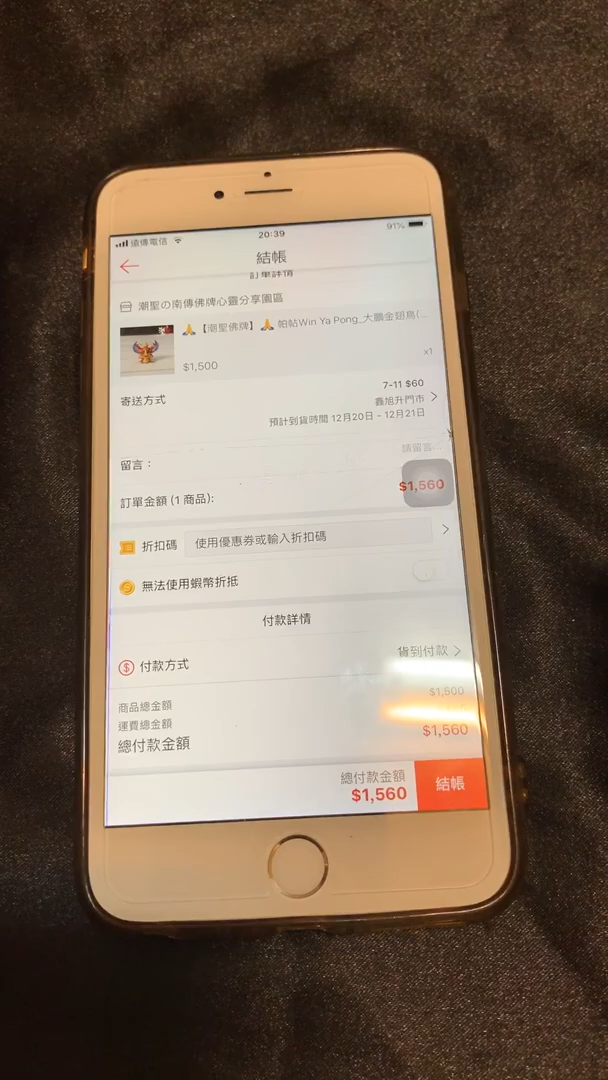 遠傳電信
20:39
91%
結帳
訂單詳情
潮聖の南傳佛牌心靈分享園區
🙏【潮聖佛牌】🙏 帕帖Win Ya Pong_大鵬金翅鳥(...
$1,500
x1
寄送方式
7-11 $60
鑫旭升門市
預計到貨時間 12月20日 - 12月21日
留言：
請留言...
訂單金額 (1 商品):
$1,560
折扣碼
使用優惠券或輸入折扣碼
無法使用蝦幣折抵
付款詳情
付款方式
貨到付款
商品總金額
$1,500
運費總金額
總付款金額
$1,560
總付款金額
$1,560
結帳